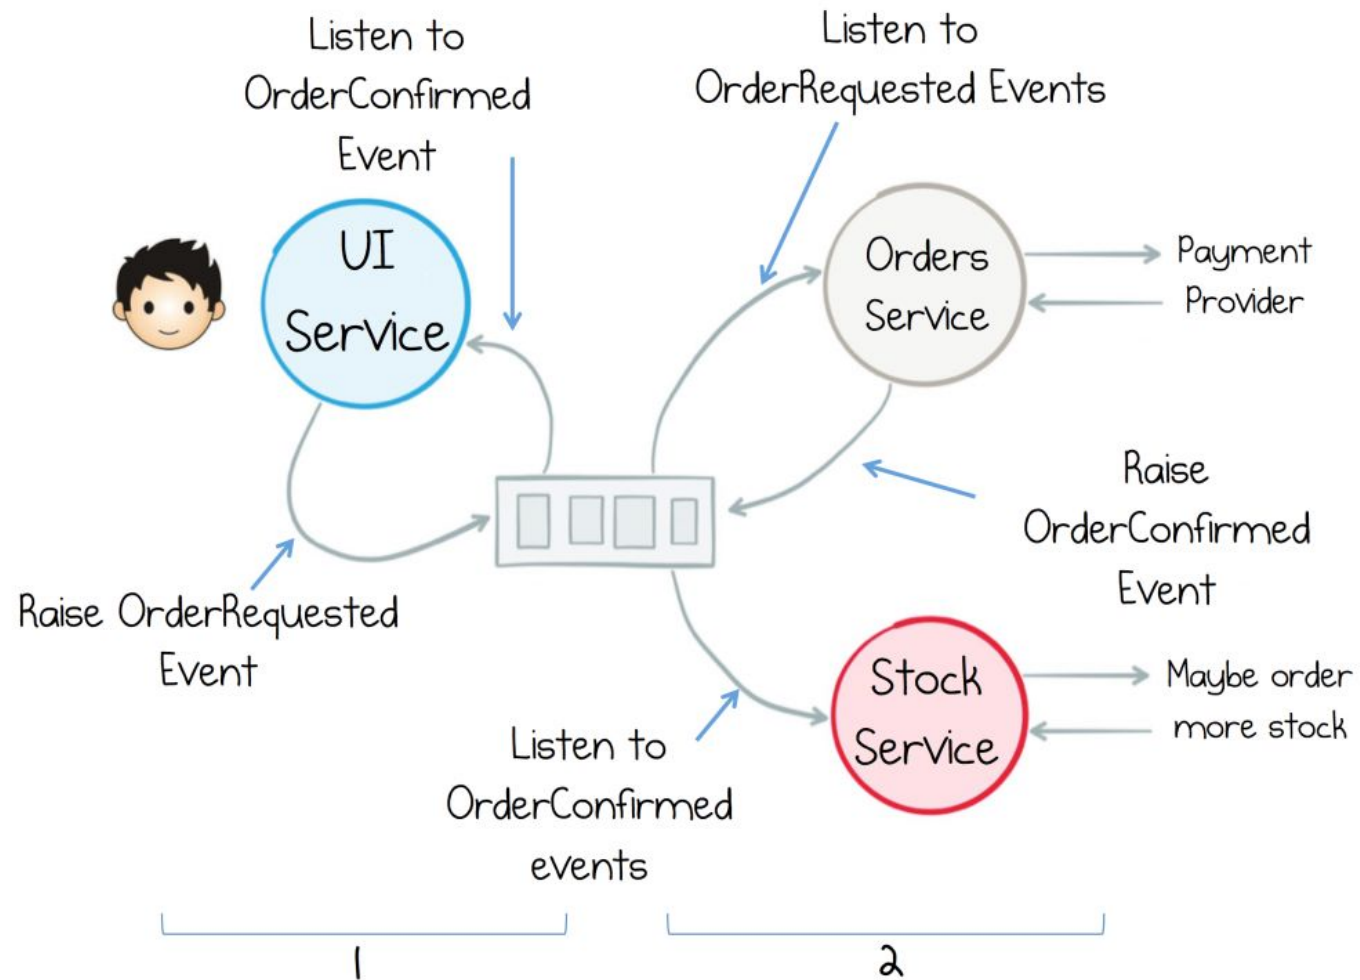 Listen to
OrderConfirmed
Event
Listen to
OrderRequested Events
UI
Service
Orders
Service
Payment
Provider
Raise
OrderConfirmed
Event
Raise OrderRequested
Event
Stock
Service
Maybe order
more stock
Listen to
OrderConfirmed
events
1
2